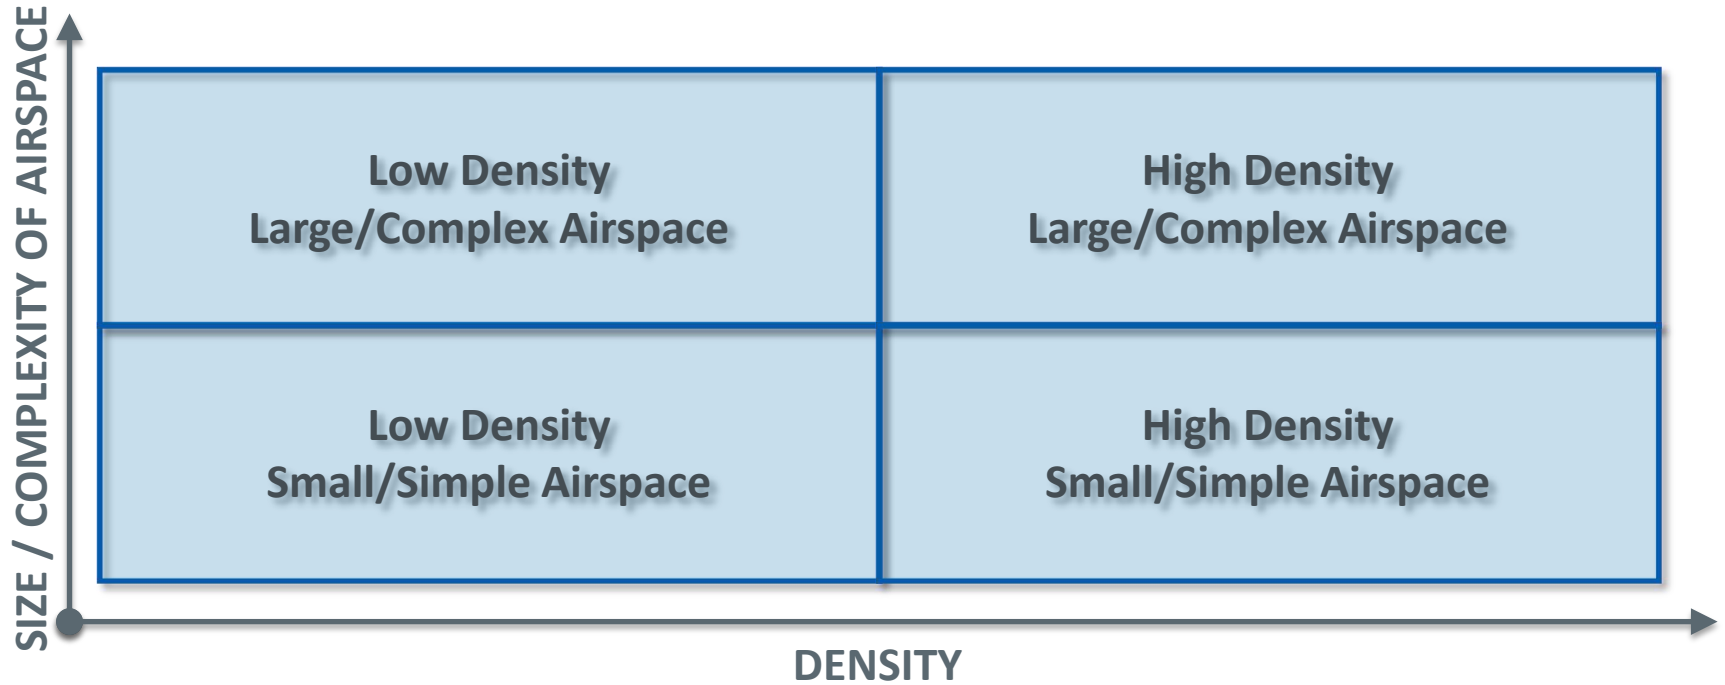 SIZE / COMPLEXITY OF AIRSPACE
Low Density
Large/Complex Airspace
High Density
Large/Complex Airspace
Low Density
Small/Simple Airspace
High Density
Small/Simple Airspace
DENSITY